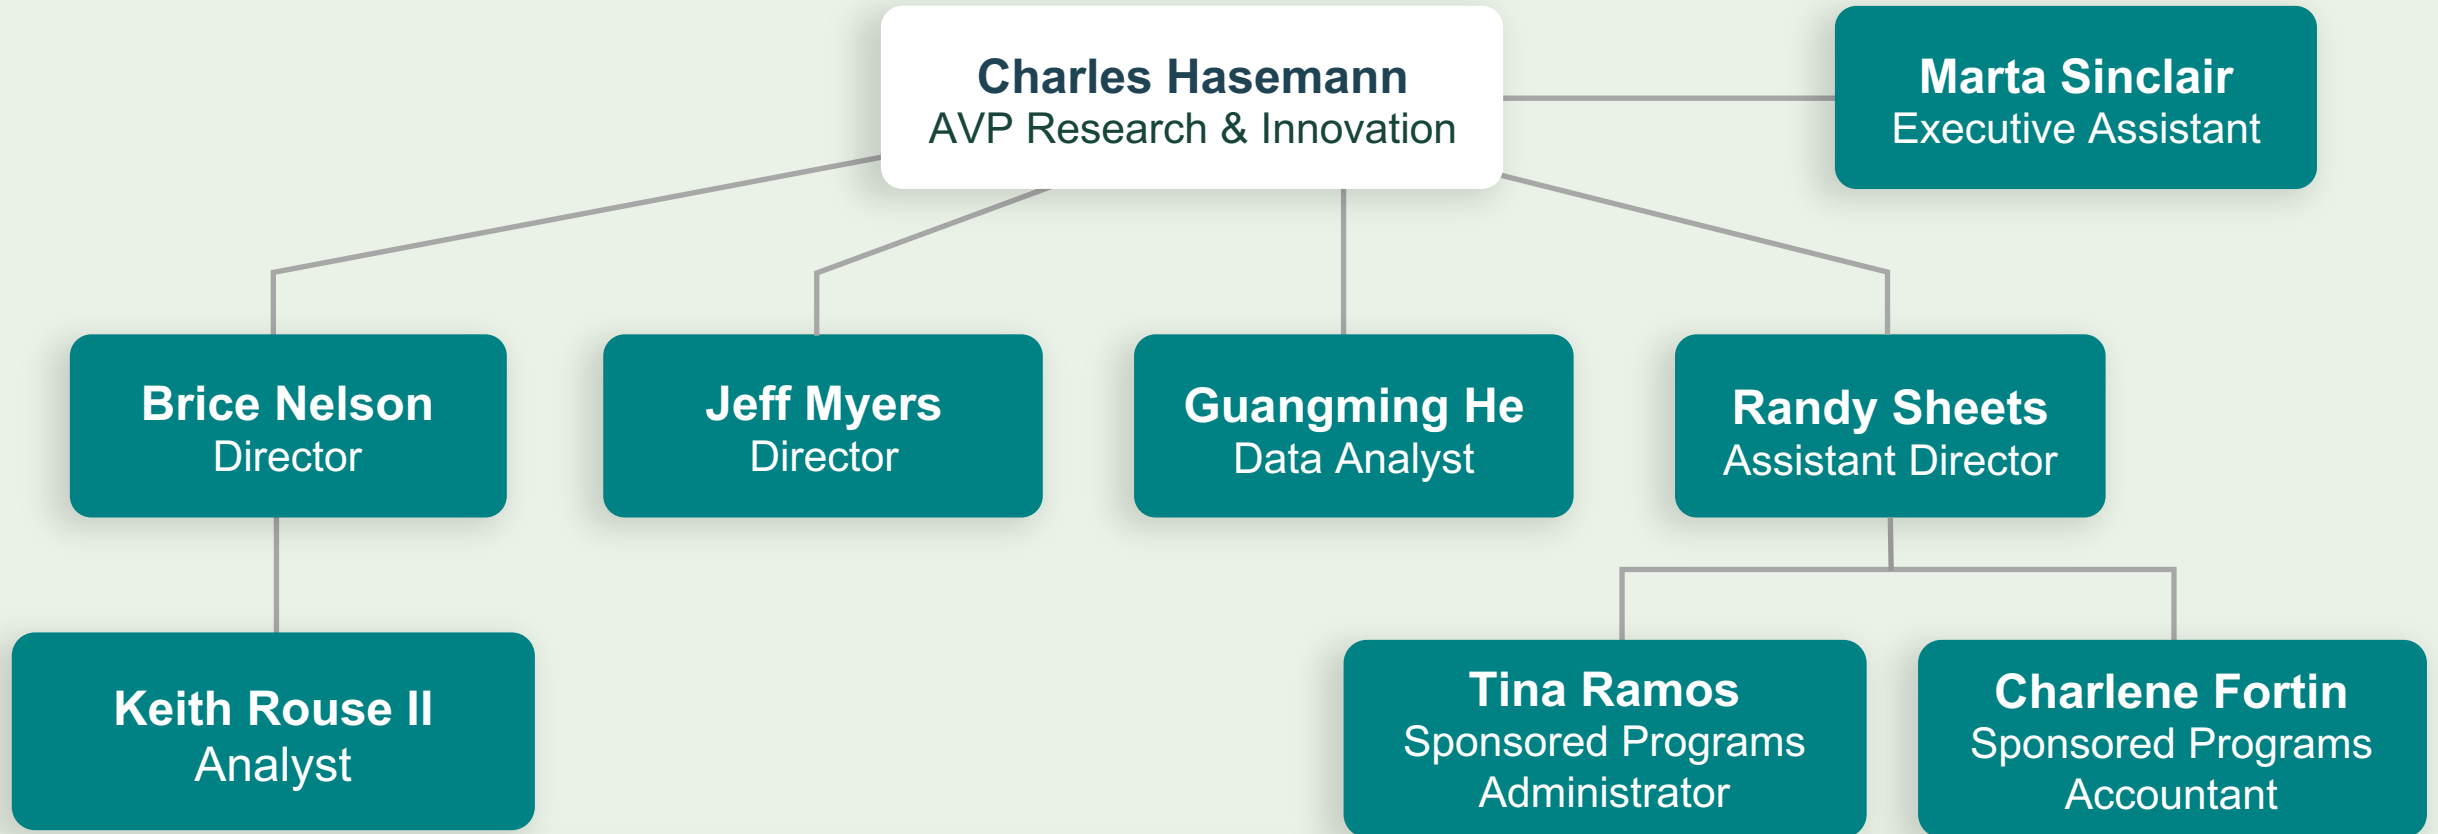 Charles Hasemann
AVP Research & Innovation
Marta Sinclair
Executive Assistant
Brice Nelson
Director
Jeff Myers
Director
Guangming He
Data Analyst
Randy Sheets
Assistant Director
Keith Rouse II
Analyst
Tina Ramos
Sponsored Programs
Administrator
Charlene Fortin
Sponsored Programs
Accountant